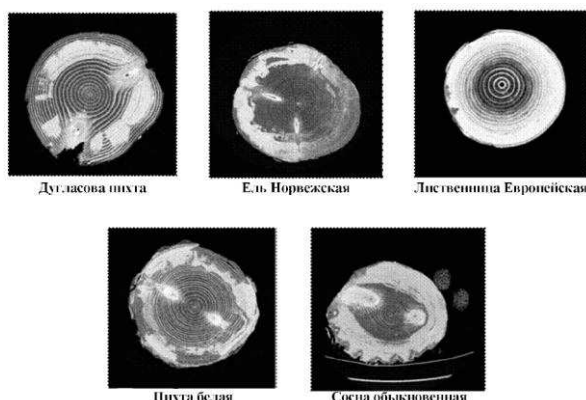 Дугласова пихта
Ель Норвежская
Лиственница Европейская
Пихта белая
Сосна обыкновенная